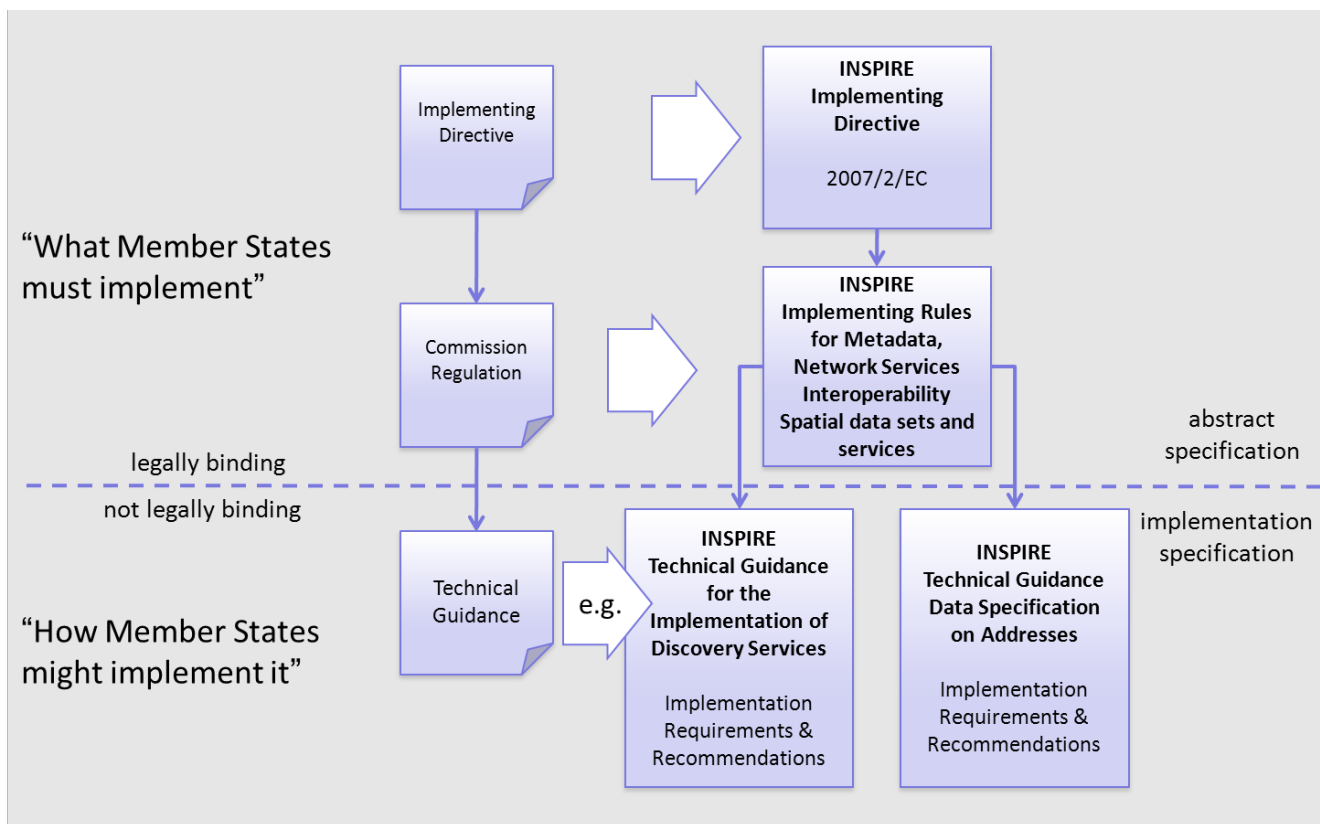 Implementing
Directive
INSPIRE
Implementing
Directive
2007/2/EC
“What Member States
must implement”
Commission
Regulation
INSPIRE
Implementing Rules
for Metadata,
Network Services
Interoperability
Spatial data sets and
services
abstract
specification
legally binding
not legally binding
implementation
specification
“How Member States
might implement it”
Technical
Guidance
e.g.
INSPIRE
Technical Guidance
for the
Implementation of
Discovery Services
Implementation
Requirements &
Recommendations
INSPIRE
Technical Guidance
Data Specification
on Addresses
Implementation
Requirements &
Recommendations